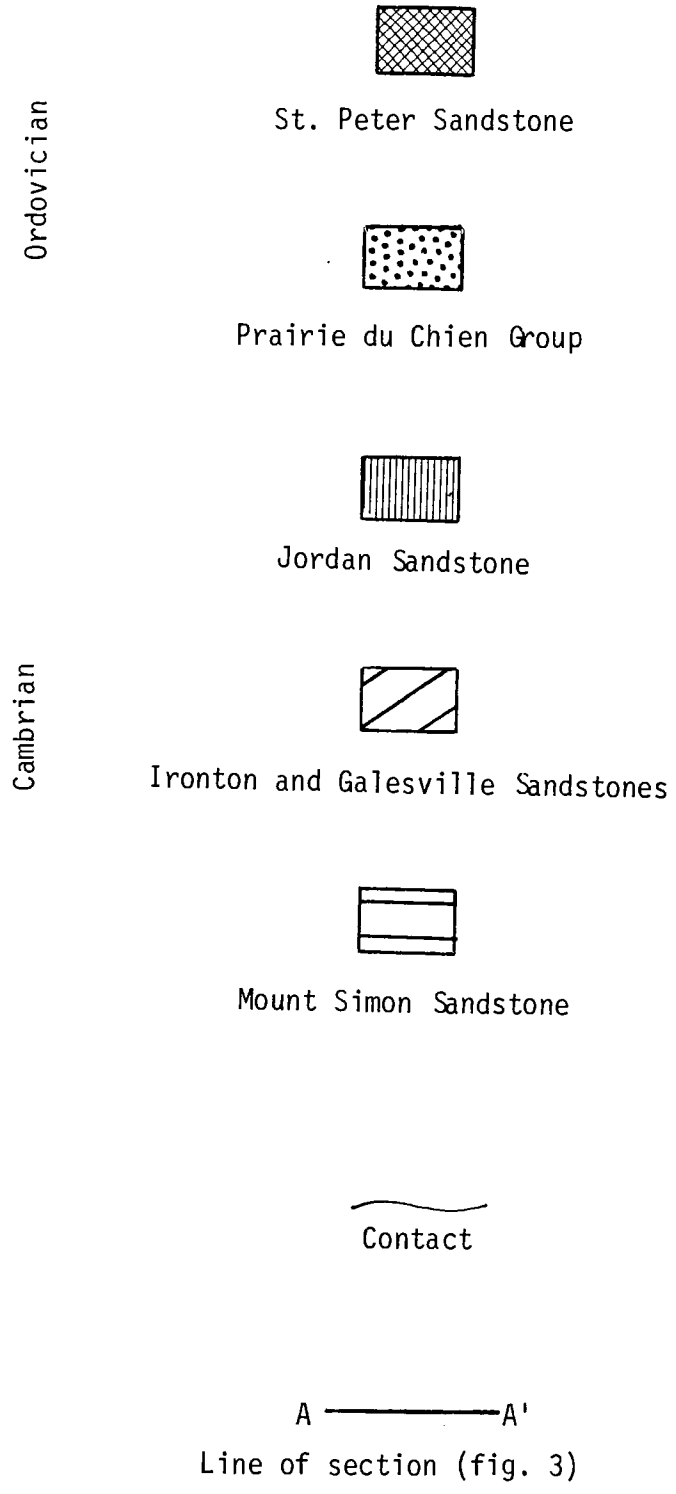 Ordovician
St. Peter Sandstone
Prairie du Chien Group
Jordan Sandstone
Cambrian
Ironton and Galesville Sandstones
Mount Simon Sandstone
Contact
A A'
Line of section (fig. 3)